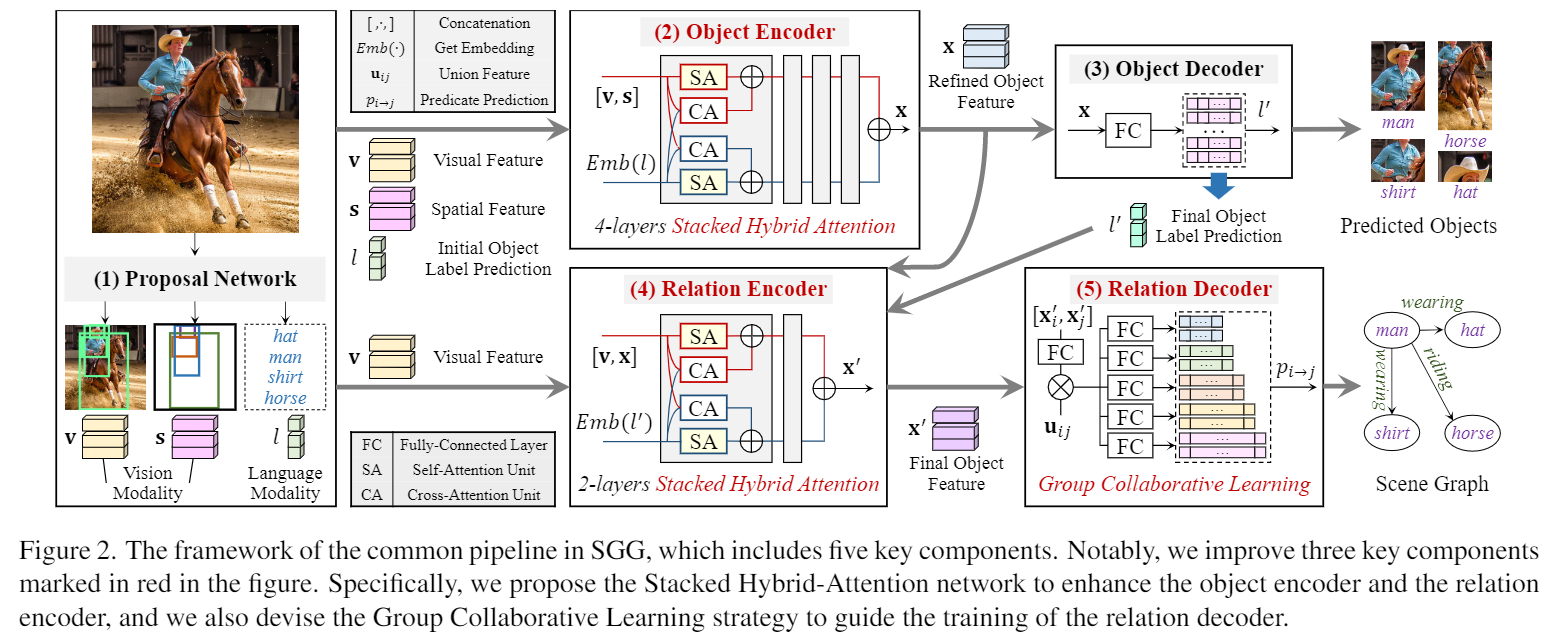 [ ,·, ] Concatenation
Emb(·) Get Embedding
u_ij Union Feature
p_i→j Predicate Prediction
(1) Proposal Network
hat
man
shirt
horse
v
s
l
Vision
Modality
Language
Modality
v Visual Feature
s Spatial Feature
l Initial Object
Label Prediction
v Visual Feature
FC Fully-Connected Layer
SA Self-Attention Unit
CA Cross-Attention Unit
(2) Object Encoder
[v, s]
Emb(l)
SA
CA
CA
SA
x
4-layers Stacked Hybrid Attention
x
Refined Object
Feature
(3) Object Decoder
x
FC
...
...
...
...
...
l′
l′
Final Object
Label Prediction
man
horse
shirt
hat
Predicted Objects
(4) Relation Encoder
[v, x]
Emb(l′)
SA
CA
CA
SA
x′
2-layers Stacked Hybrid Attention
x′
Final Object
Feature
(5) Relation Decoder
[x′_i, x′_j]
FC
u_ij
FC
FC
FC
FC
FC
...
...
...
...
...
...
...
...
...
...
p_i→j
Group Collaborative Learning
wearing
man
hat
wearing
riding
shirt
horse
Scene Graph
Figure 2. The framework of the common pipeline in SGG, which includes five key components. Notably, we improve three key components
marked in red in the figure. Specifically, we propose the Stacked Hybrid-Attention network to enhance the object encoder and the relation
encoder, and we also devise the Group Collaborative Learning strategy to guide the training of the relation decoder.